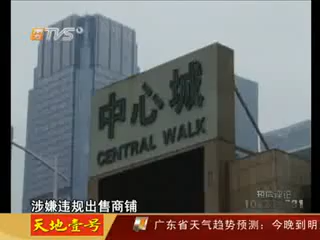 TVS
中心城
CENTRAL WALK
涉嫌违规出售商铺
天地壹号
广东省天气趋势预测：今晚到明